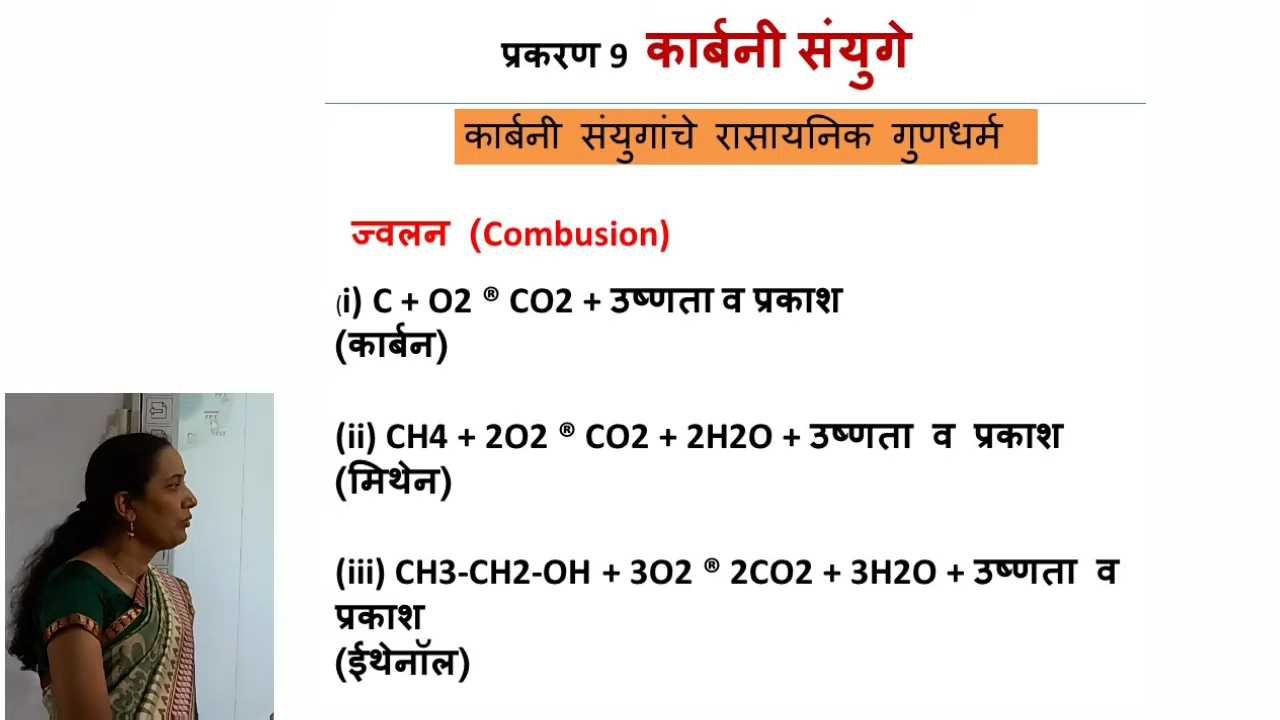 प्रकरण 9 कार्बनी संयुगे
कार्बनी संयुगांचे रासायनिक गुणधर्म
ज्वलन (Combusion)
(i) C + O2 ® CO2 + उष्णता व प्रकाश
(कार्बन)
(ii) CH4 + 2O2 ® CO2 + 2H2O + उष्णता व प्रकाश
(मिथेन)
(iii) CH3-CH2-OH + 3O2 ® 2CO2 + 3H2O + उष्णता व
प्रकाश
(ईथेनॉल)